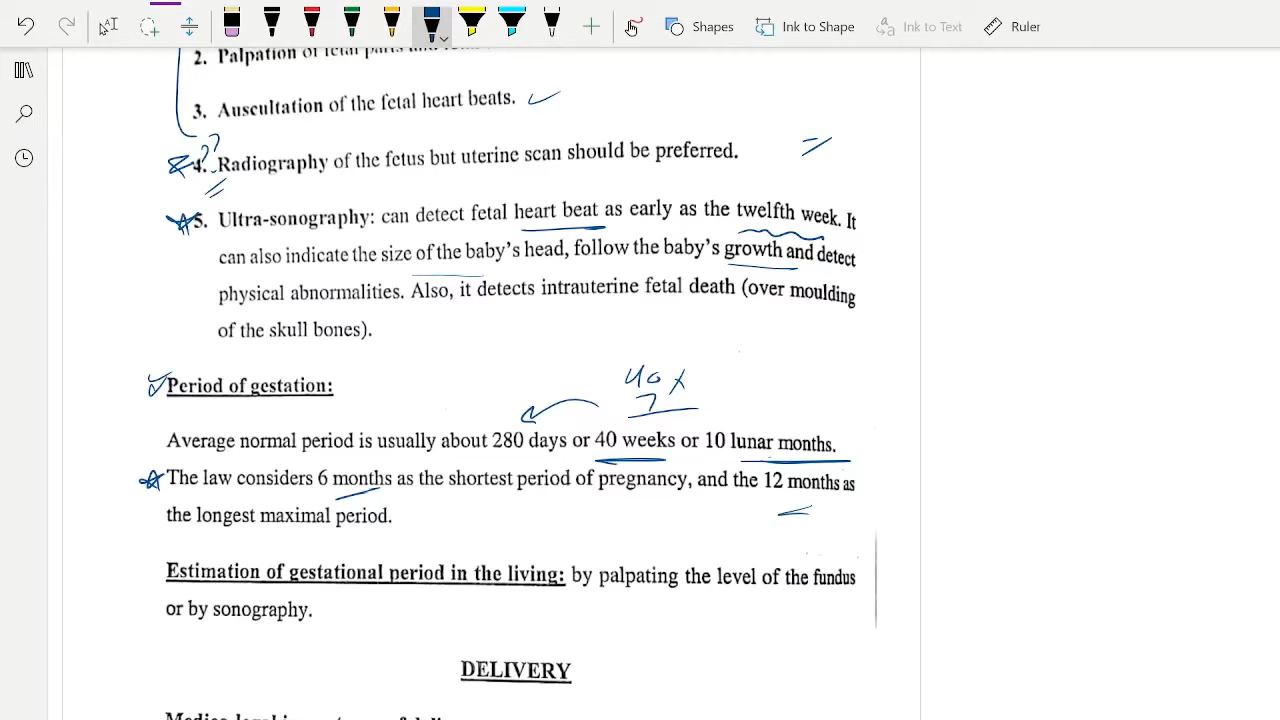 Shapes
Ink to Shape
Ink to Text
Ruler
2. Palpation of fetal parts and
3. Auscultation of the fetal heart beats.
??
4. Radiography of the fetus but uterine scan should be preferred.
5. Ultra-sonography: can detect fetal heart beat as early as the twelfth week. It
can also indicate the size of the baby's head, follow the baby's growth and detect
physical abnormalities. Also, it detects intrauterine fetal death (over moulding
of the skull bones).
Period of gestation:
40 x
7
Average normal period is usually about 280 days or 40 weeks or 10 lunar months.
The law considers 6 months as the shortest period of pregnancy, and the 12 months as
the longest maximal period.
Estimation of gestational period in the living: by palpating the level of the fundus
or by sonography.
DELIVERY